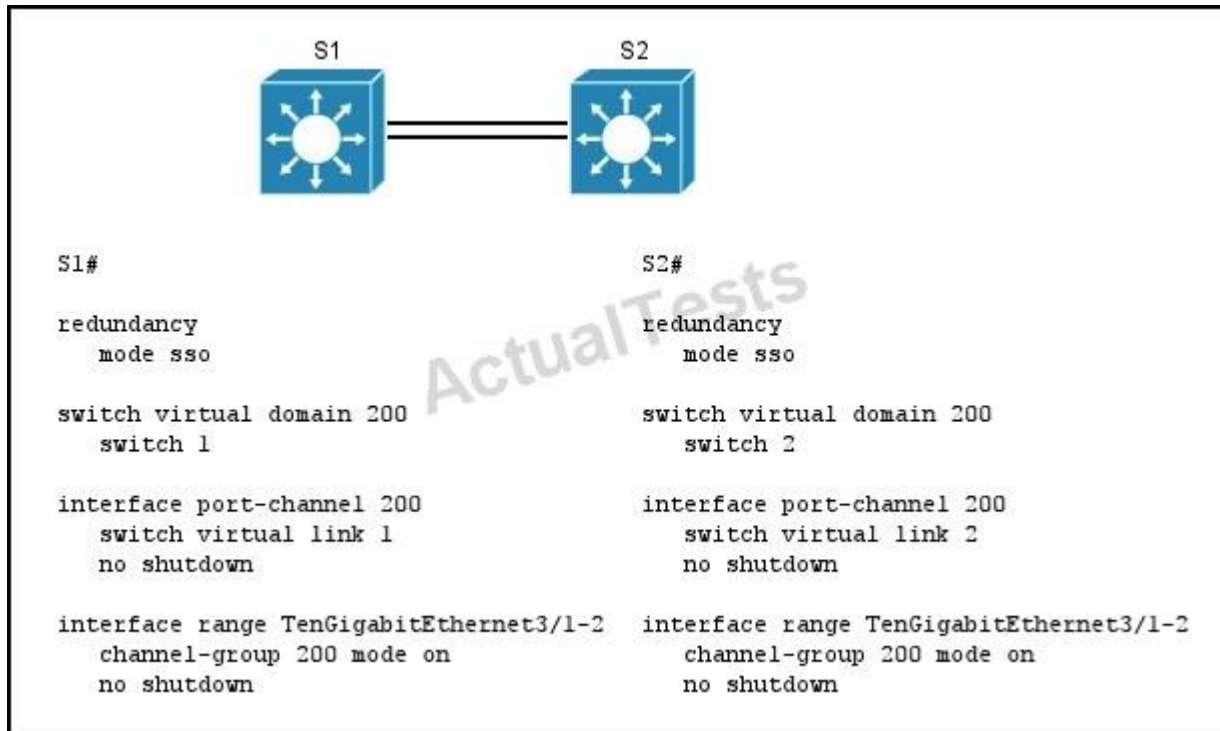 S1 S2
S1# S2#
redundancy redundancy
mode sso mode sso
switch virtual domain 200 switch virtual domain 200
switch 1 switch 2
interface port-channel 200 interface port-channel 200
switch virtual link 1 switch virtual link 2
no shutdown no shutdown
interface range TenGigabitEthernet3/1-2 interface range TenGigabitEthernet3/1-2
channel-group 200 mode on channel-group 200 mode on
no shutdown no shutdown
ActualTests